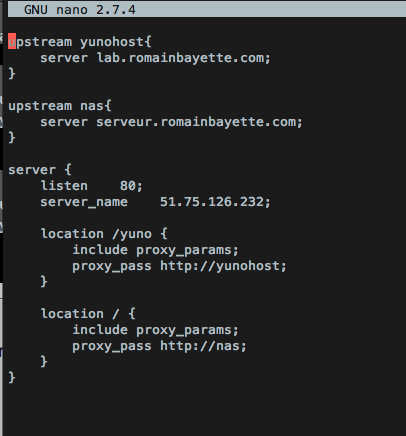 GNU nano 2.7.4
upstream yunohost{
server lab.romainbayette.com;
}
upstream nas{
server serveur.romainbayette.com;
}
server {
listen 80;
server_name 51.75.126.232;
location /yuno {
include proxy_params;
proxy_pass http://yunohost;
}
location / {
include proxy_params;
proxy_pass http://nas;
}
}